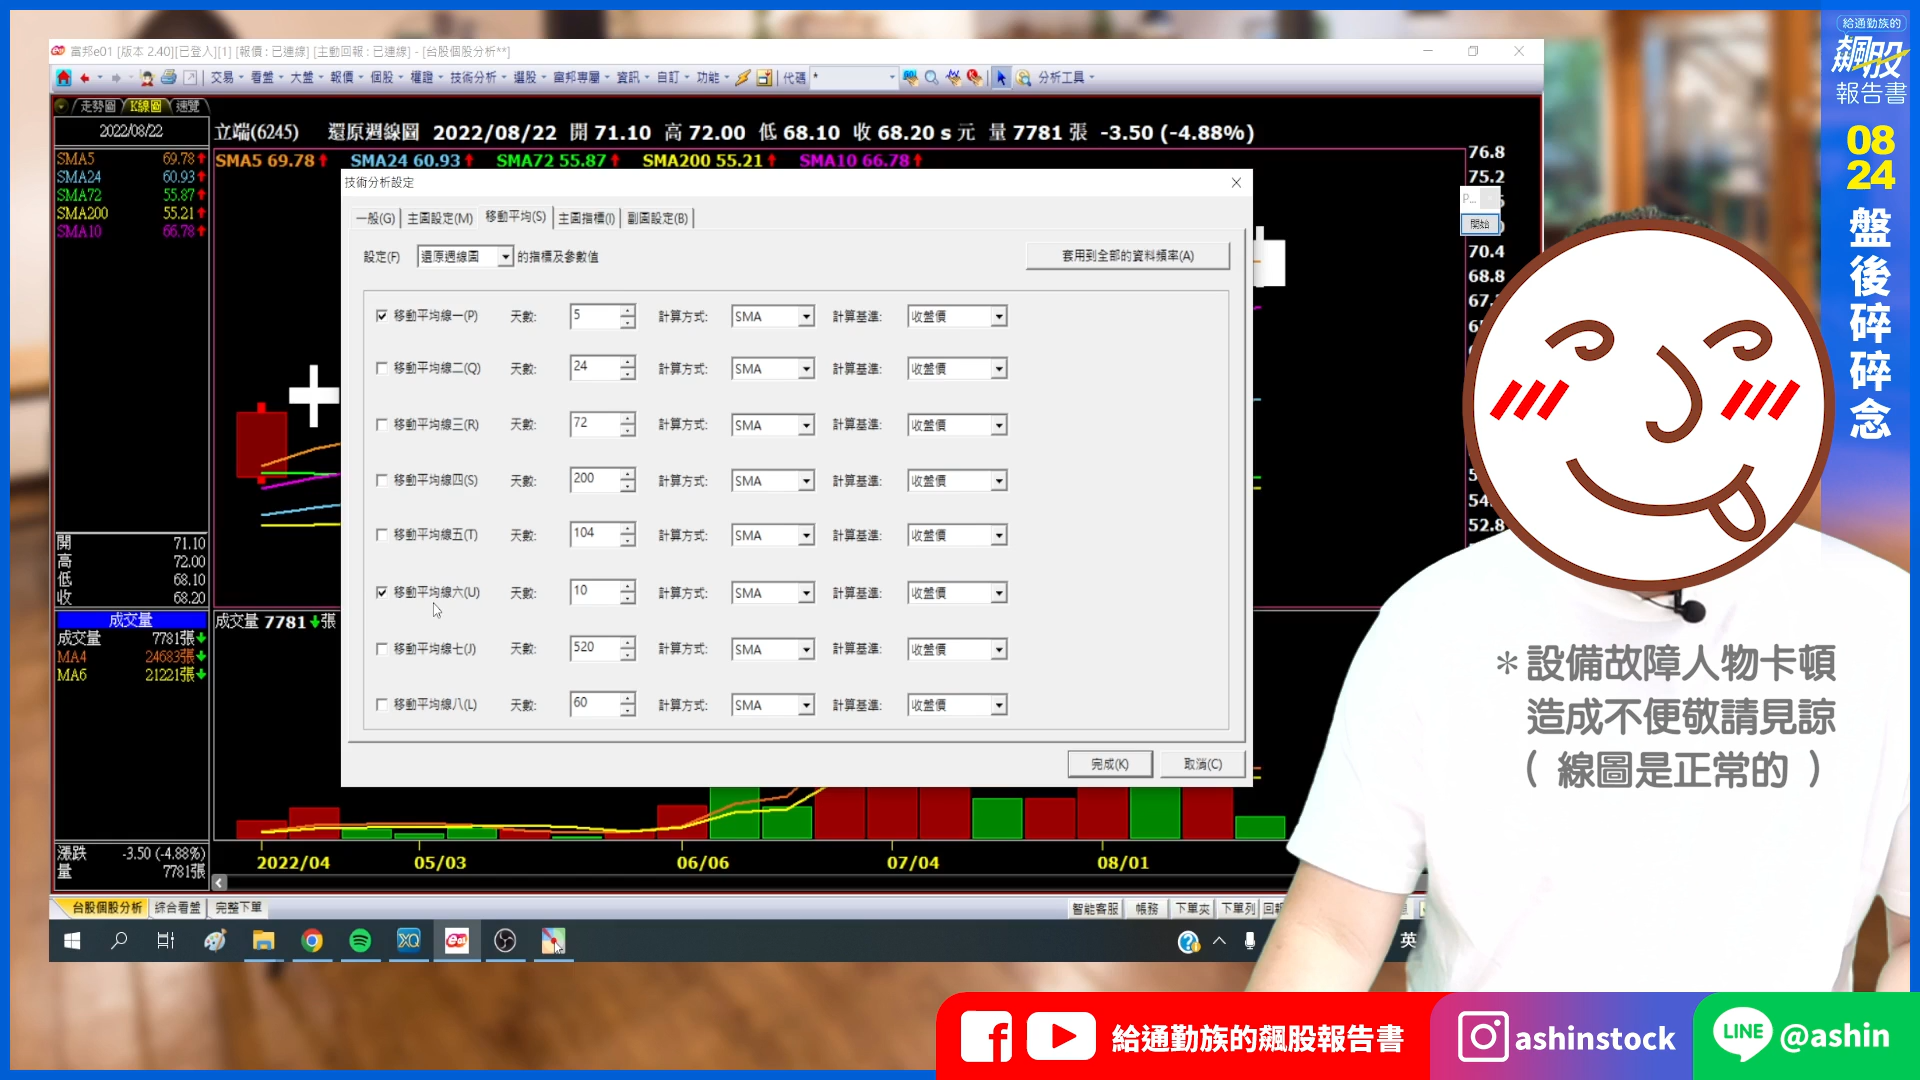 富邦e01 [版本 2.40][已登入][1] [報價 : 已連線] [主動回報 : 已連線] - [台股個股分析**]
交易 看盤 大盤 報價 個股 權證 技術分析 選股 富邦專屬 資訊 自訂 功能 代碼 * 分析工具
走勢圖 K線圖 速覽
2022/08/22
立端(6245) 還原週線圖 2022/08/22 開 71.10 高 72.00 低 68.10 收 68.20 s 元 量 7781 張 -3.50 (-4.88%)
SMA5 69.78 SMA24 60.93 SMA72 55.87 SMA200 55.21 SMA10 66.78
SMA5 69.78
SMA24 60.93
SMA72 55.87
SMA200 55.21
SMA10 66.78
開 71.10
高 72.00
低 68.10
收 68.20
成交量
成交量 7781張
MA4 24683張
MA6 21221張
漲跌 -3.50 (-4.88%)
量 7781張
技術分析設定
一般(G) 主圖設定(M) 移動平均(S) 主圖指標(I) 副圖設定(B)
設定(F) 還原週線圖 的指標及參數值 套用到全部的資料頻率(A)
移動平均線一(P) 天數: 5 計算方式: SMA 計算基準: 收盤價
移動平均線二(Q) 天數: 24 計算方式: SMA 計算基準: 收盤價
移動平均線三(R) 天數: 72 計算方式: SMA 計算基準: 收盤價
移動平均線四(S) 天數: 200 計算方式: SMA 計算基準: 收盤價
移動平均線五(T) 天數: 104 計算方式: SMA 計算基準: 收盤價
移動平均線六(U) 天數: 10 計算方式: SMA 計算基準: 收盤價
移動平均線七(J) 天數: 520 計算方式: SMA 計算基準: 收盤價
移動平均線八(L) 天數: 60 計算方式: SMA 計算基準: 收盤價
完成(K) 取消(C)
76.8
75.2
P...
開始
70.4
68.8
67.
54.
52.8
成交量 7781張
2022/04 05/03 06/06 07/04 08/01
台股個股分析 綜合看盤 完整下單
智能客服 帳務 下單夾 下單列
XQ
英
給通勤族的
飆股
報告書
08
24
盤後碎碎念
＊設備故障人物卡頓
造成不便敬請見諒
（ 線圖是正常的 ）
給通勤族的飆股報告書
ashinstock
LINE @ashin